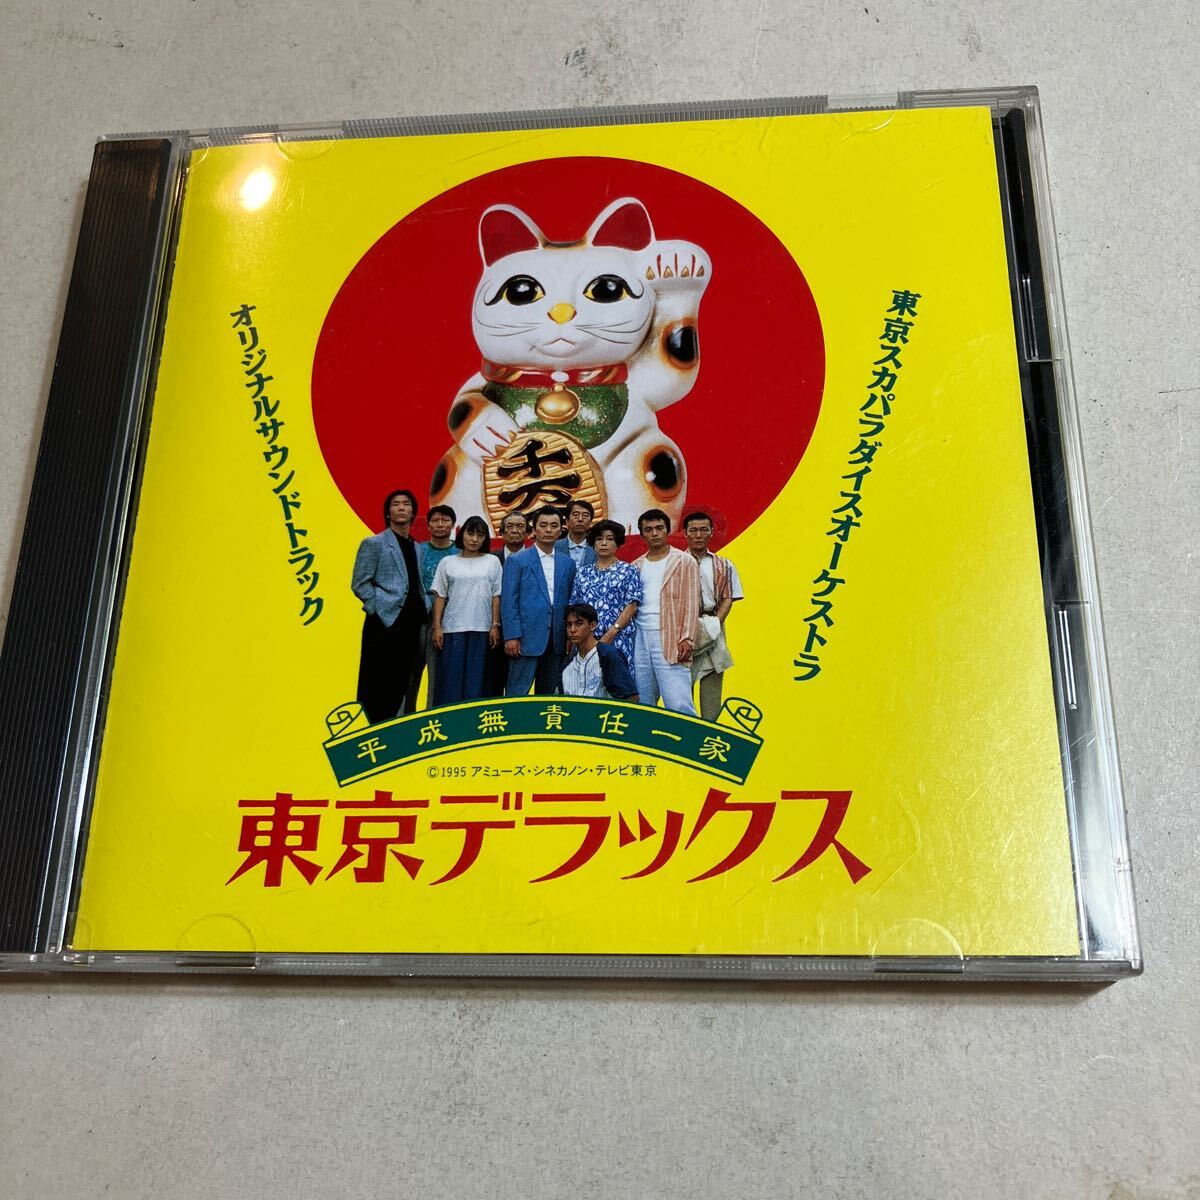 東京スカパラダイスオーケストラ
オリジナルサウンドトラック
千万
平成無責任一家
©1995 アミューズ・シネカノン・テレビ東京
東京デラックス